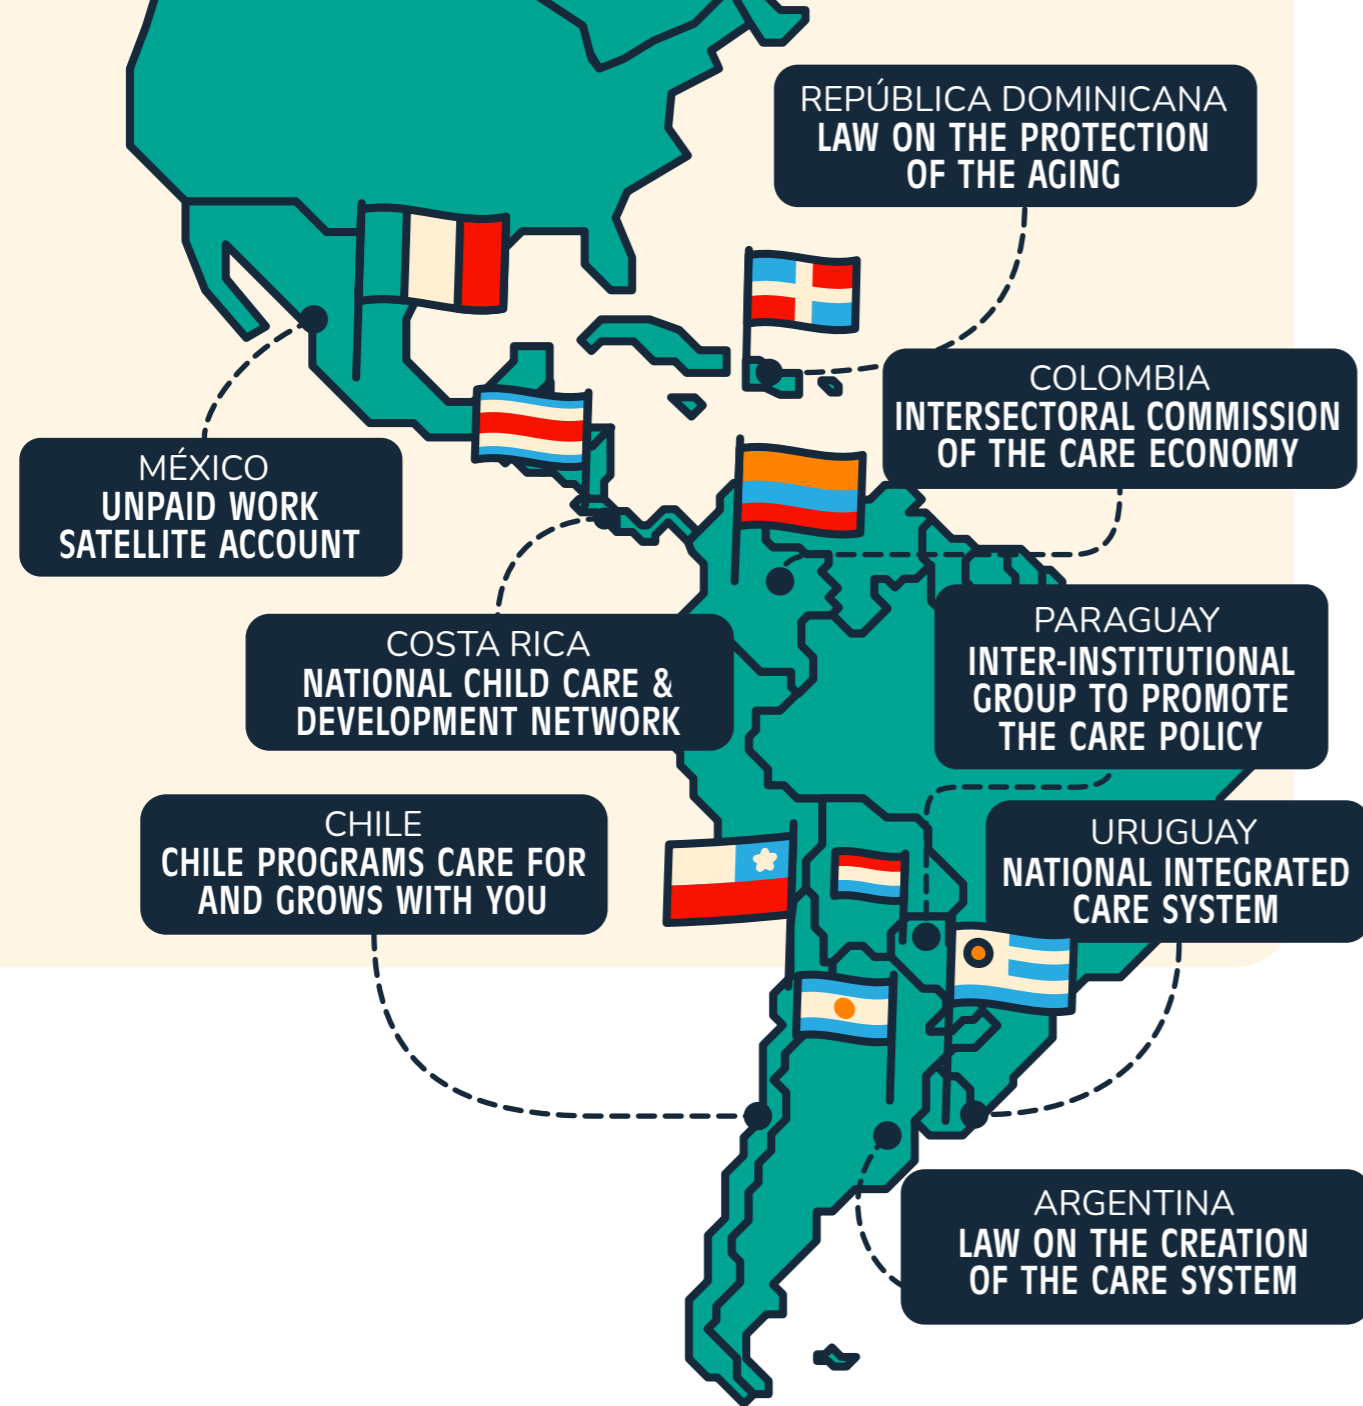 REPÚBLICA DOMINICANA
LAW ON THE PROTECTION
OF THE AGING
COLOMBIA
INTERSECTORAL COMMISSION
OF THE CARE ECONOMY
MÉXICO
UNPAID WORK
SATELLITE ACCOUNT
COSTA RICA
NATIONAL CHILD CARE &
DEVELOPMENT NETWORK
PARAGUAY
INTER-INSTITUTIONAL
GROUP TO PROMOTE
THE CARE POLICY
CHILE
CHILE PROGRAMS CARE FOR
AND GROWS WITH YOU
URUGUAY
NATIONAL INTEGRATED
CARE SYSTEM
ARGENTINA
LAW ON THE CREATION
OF THE CARE SYSTEM